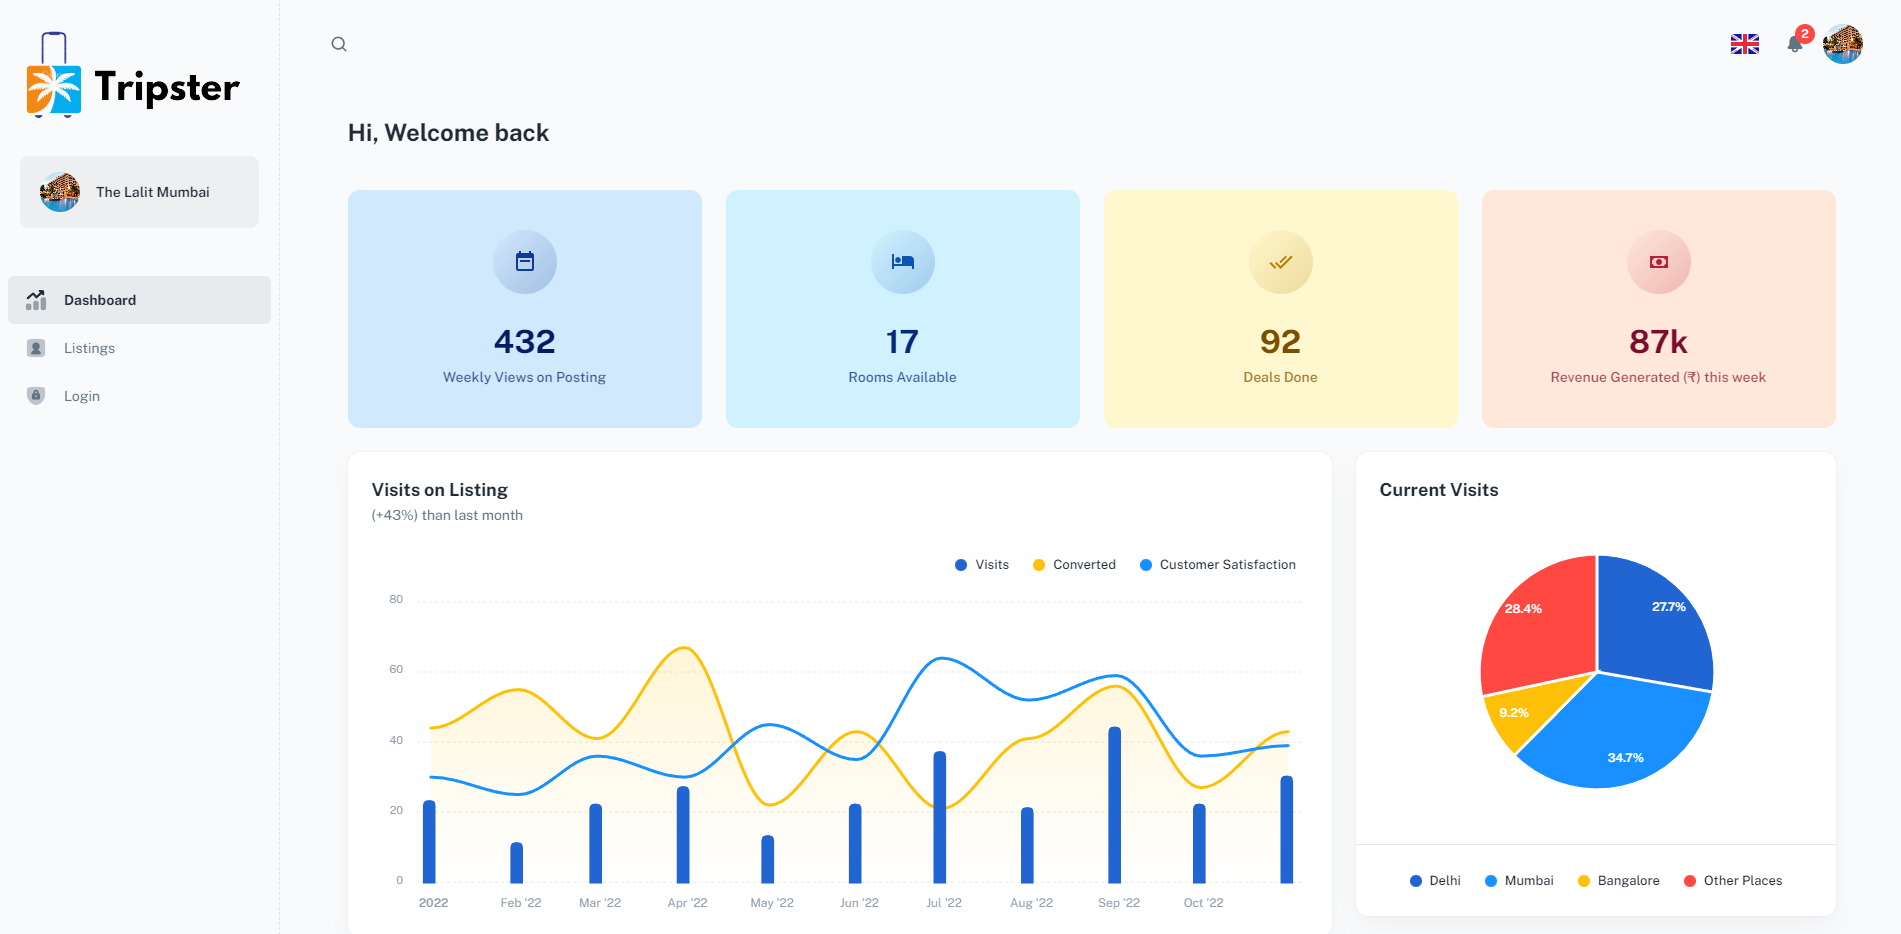 Tripster
2
The Lalit Mumbai
Dashboard
Listings
Login
Hi, Welcome back
432
Weekly Views on Posting
17
Rooms Available
92
Deals Done
87k
Revenue Generated (₹) this week
Visits on Listing
(+43%) than last month
Visits
Converted
Customer Satisfaction
80
60
40
20
0
2022
Feb '22
Mar '22
Apr '22
May '22
Jun '22
Jul '22
Aug '22
Sep '22
Oct '22
Current Visits
28.4%
27.7%
9.2%
34.7%
Delhi
Mumbai
Bangalore
Other Places